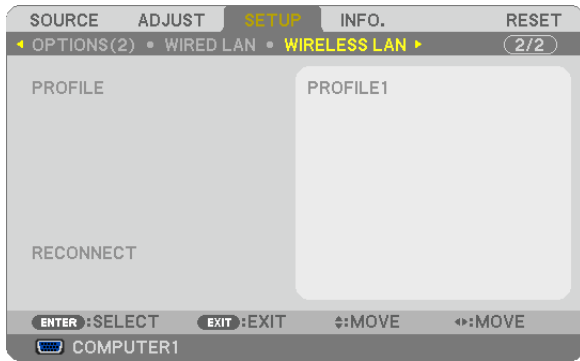 SOURCE ADJUST SETUP INFO. RESET
OPTIONS(2) • WIRED LAN • WIRELESS LAN 2/2
PROFILE PROFILE1
RECONNECT
ENTER :SELECT EXIT :EXIT :MOVE :MOVE
COMPUTER1